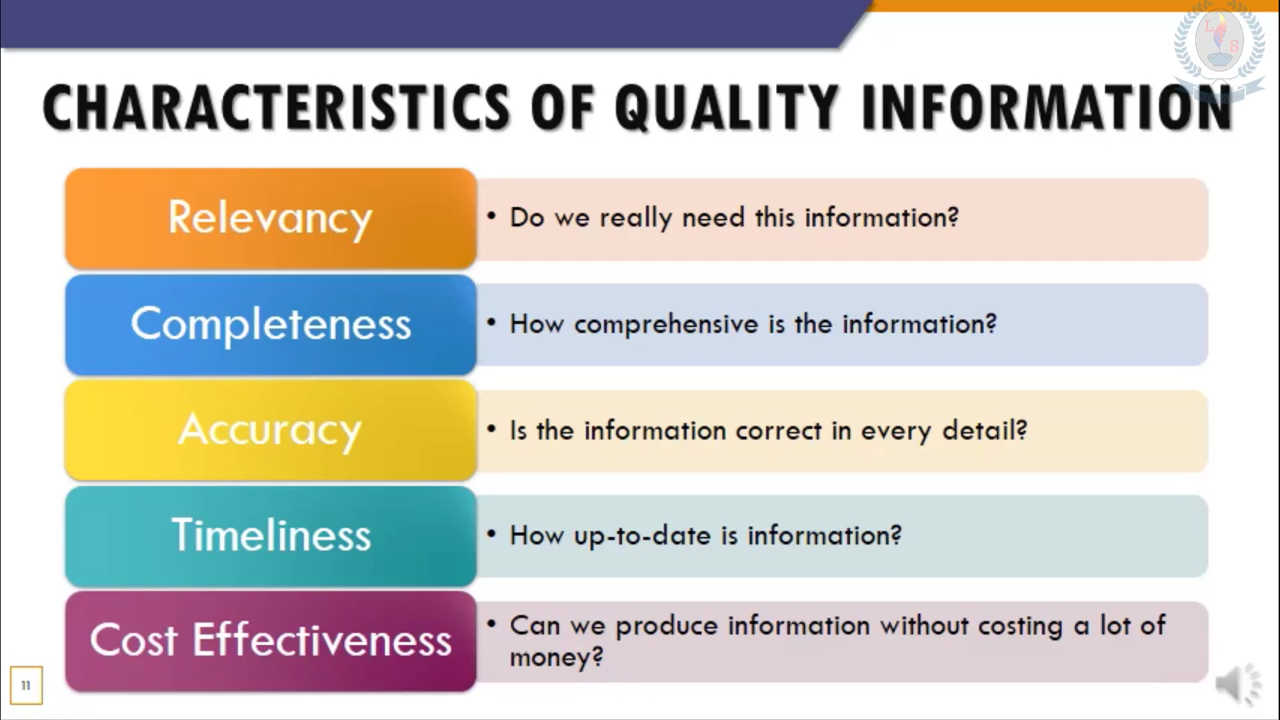 L
S
CHARACTERISTICS OF QUALITY INFORMATION
Relevancy
• Do we really need this information?
Completeness
• How comprehensive is the information?
Accuracy
• Is the information correct in every detail?
Timeliness
• How up-to-date is information?
Cost Effectiveness
• Can we produce information without costing a lot of
money?
11